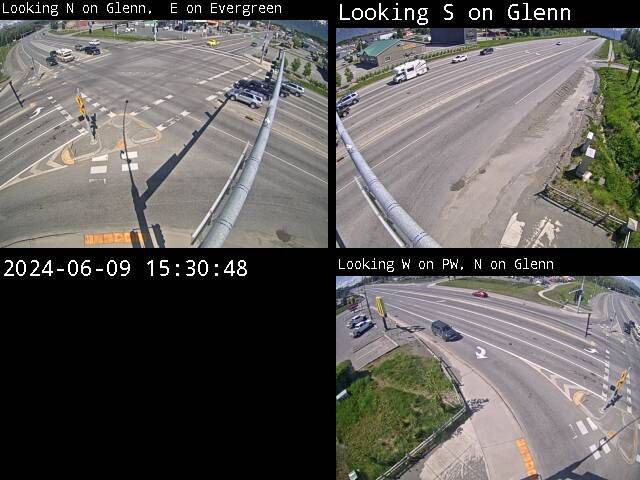 Looking N on Glenn, E on Evergreen
Looking S on Glenn
2024-06-09 15:30:48
Looking W on PW, N on Glenn